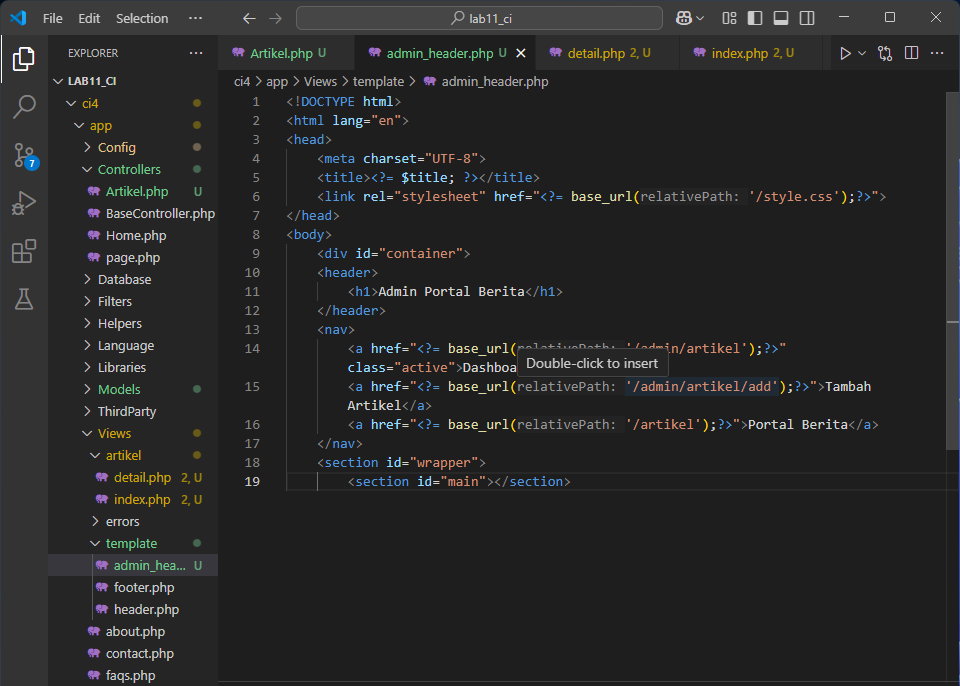 File Edit Selection ··· lab11_ci
EXPLORER ···
LAB11_CI
ci4
app
Config
Controllers
Artikel.php U
BaseController.php
Home.php
page.php
Database
Filters
Helpers
Language
Libraries
Models
ThirdParty
Views
artikel
detail.php 2, U
index.php 2, U
errors
template
admin_hea... U
footer.php
header.php
about.php
contact.php
faqs.php
7
Artikel.php U admin_header.php U detail.php 2, U index.php 2, U ···
ci4 > app > Views > template > admin_header.php
1 <!DOCTYPE html>
2 <html lang="en">
3 <head>
4 <meta charset="UTF-8">
5 <title><?= $title; ?></title>
6 <link rel="stylesheet" href="<?= base_url(relativePath: '/style.css');?>">
7 </head>
8 <body>
9 <div id="container">
10 <header>
11 <h1>Admin Portal Berita</h1>
12 </header>
13 <nav>
14 <a href="<?= base_url(relativePath: '/admin/artikel');?>"
class="active">Dashboa
Double-click to insert
15 <a href="<?= base_url(relativePath: '/admin/artikel/add');?>">Tambah
Artikel</a>
16 <a href="<?= base_url(relativePath: '/artikel');?>">Portal Berita</a>
17 </nav>
18 <section id="wrapper">
19 <section id="main"></section>